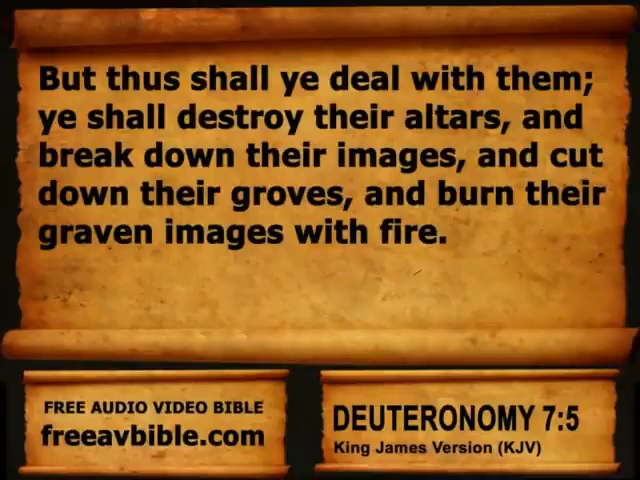 But thus shall ye deal with them;
ye shall destroy their altars, and
break down their images, and cut
down their groves, and burn their
graven images with fire.
FREE AUDIO VIDEO BIBLE
freeavbible.com
DEUTERONOMY 7:5
King James Version (KJV)